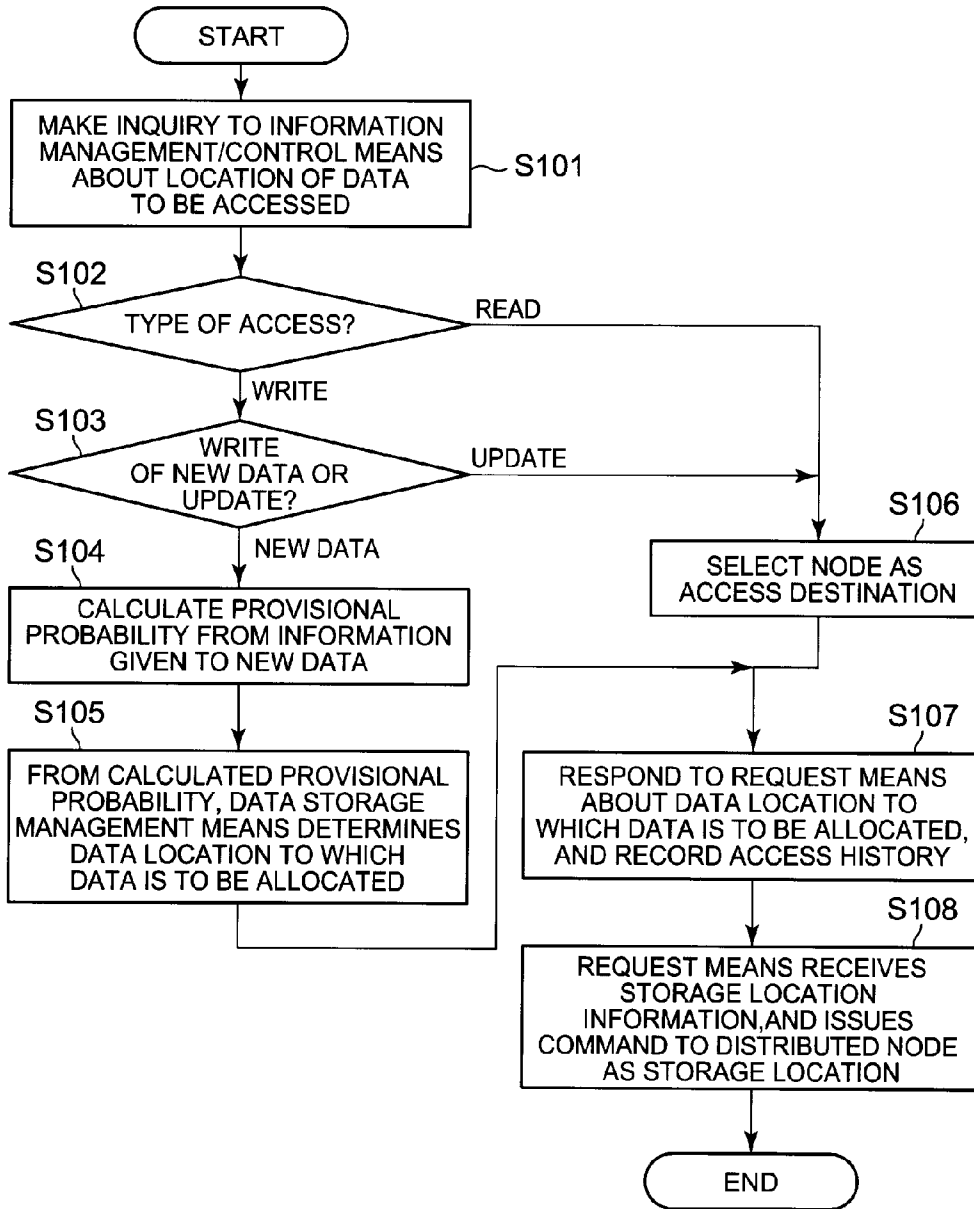 START
MAKE INQUIRY TO INFORMATION
MANAGEMENT/CONTROL MEANS
ABOUT LOCATION OF DATA
TO BE ACCESSED
S101
S102
TYPE OF ACCESS?
READ
WRITE
S103
WRITE
OF NEW DATA OR
UPDATE?
UPDATE
NEW DATA
S104
CALCULATE PROVISIONAL
PROBABILITY FROM INFORMATION
GIVEN TO NEW DATA
S105
FROM CALCULATED PROVISIONAL
PROBABILITY, DATA STORAGE
MANAGEMENT MEANS DETERMINES
DATA LOCATION TO WHICH
DATA IS TO BE ALLOCATED
S106
SELECT NODE AS
ACCESS DESTINATION
S107
RESPOND TO REQUEST MEANS
ABOUT DATA LOCATION TO
WHICH DATA IS TO BE ALLOCATED,
AND RECORD ACCESS HISTORY
S108
REQUEST MEANS RECEIVES
STORAGE LOCATION
INFORMATION,AND ISSUES
COMMAND TO DISTRIBUTED NODE
AS STORAGE LOCATION
END